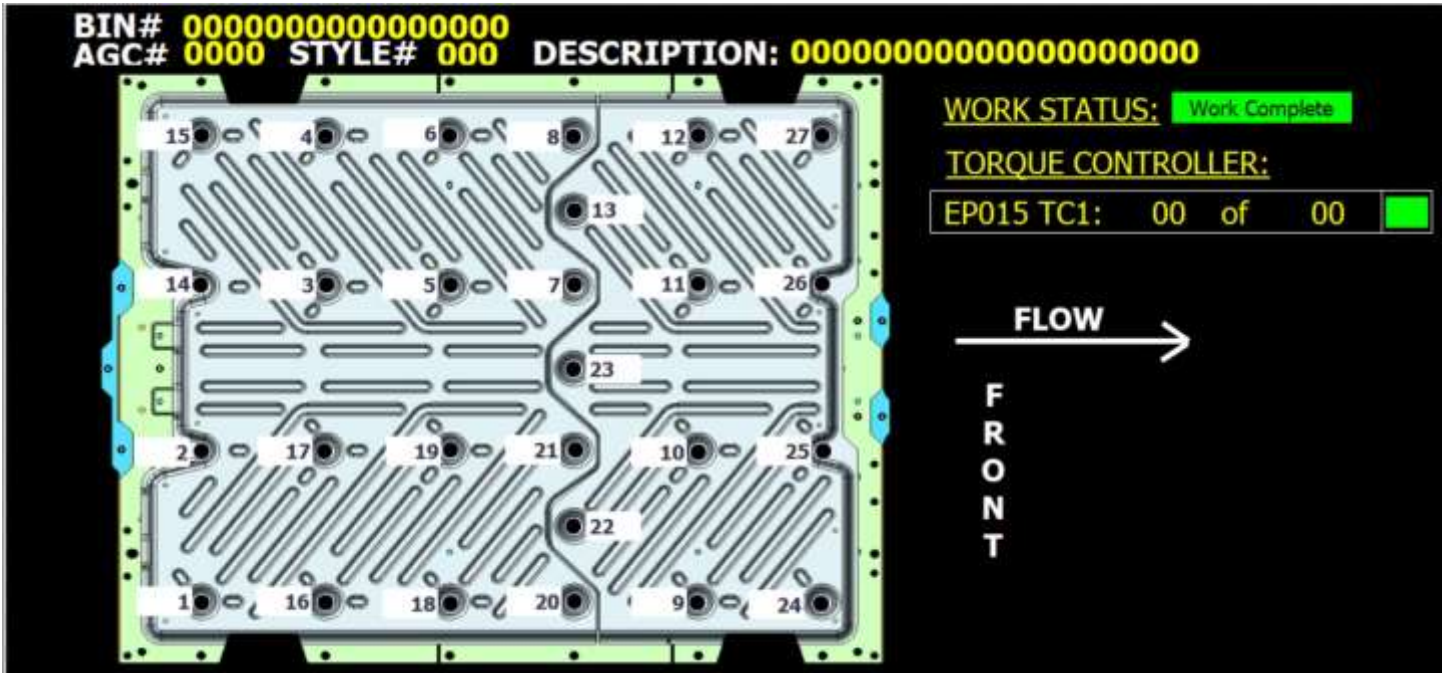 BIN# 0000000000000000
AGC# 0000 STYLE# 000 DESCRIPTION: 00000000000000000000
WORK STATUS: Work Complete
TORQUE CONTROLLER:
EP015 TC1: 00 of 00
15 4 6 8 12 27
13
14 3 5 7 11 26
23
2 17 19 21 10 25
22
1 16 18 20 9 24
FLOW
F
R
O
N
T